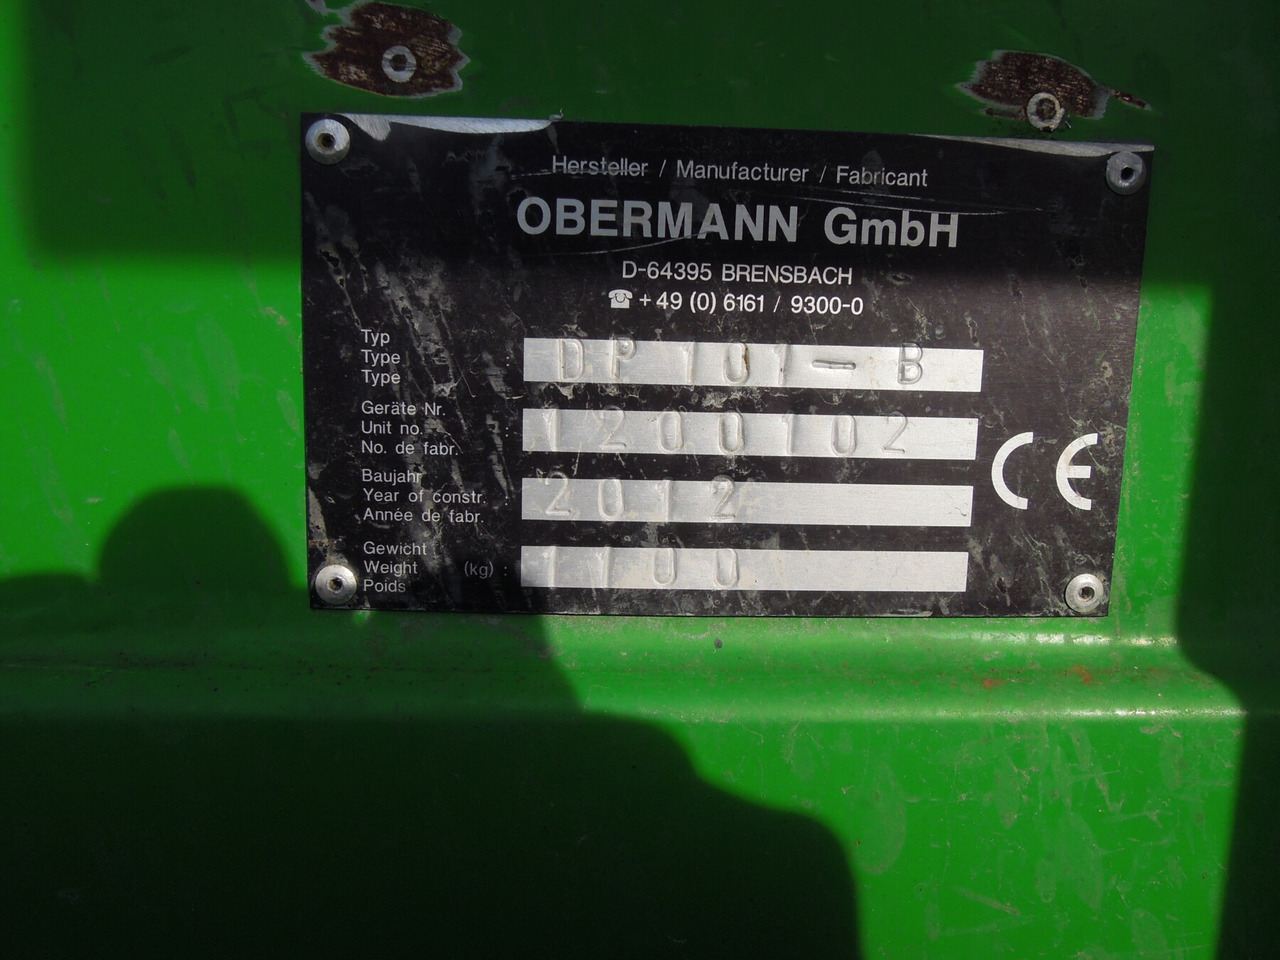 Hersteller / Manufacturer / Fabricant
OBERMANN GmbH
D-64395 BRENSBACH
☎ +49 (0) 6161 / 9300-0
Typ
Type
Type
DP 101-B
Geräte Nr.
Unit no.
No. de fabr.
:
1200102
Baujahr
Year of constr.
Année de fabr.
:
2012
Gewicht
Weight (kg) :
Poids
1100
CE